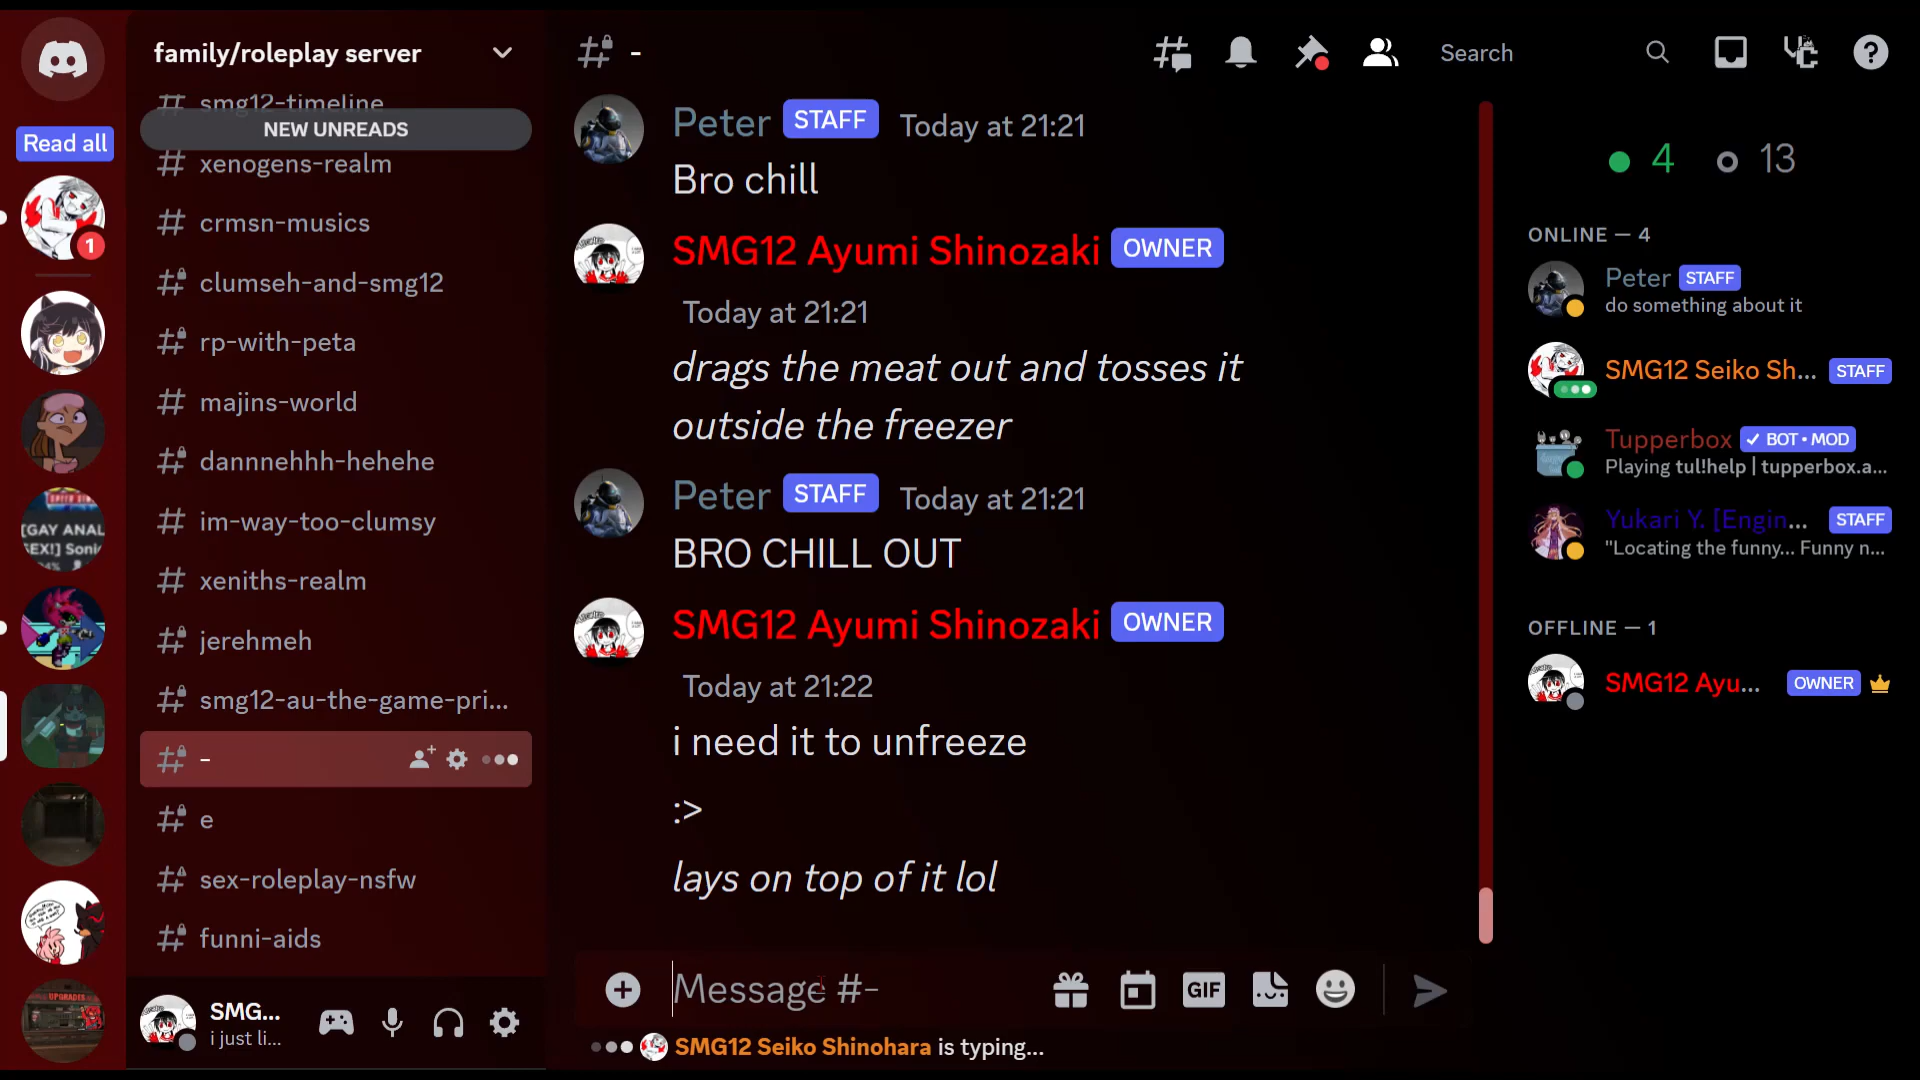 family/roleplay server
smg12-timeline
NEW UNREADS
xenogens-realm
crmsn-musics
clumseh-and-smg12
rp-with-peta
majins-world
dannnehhh-hehehe
im-way-too-clumsy
xeniths-realm
jerehmeh
smg12-au-the-game-pri...
-
e
sex-roleplay-nsfw
funni-aids
SMG...
i just li...
Read all
1
[GAY ANAL
SEX!] Soni
UPGRADES
-
Search
Peter STAFF Today at 21:21
Bro chill
SMG12 Ayumi Shinozaki OWNER
Today at 21:21
drags the meat out and tosses it
outside the freezer
Peter STAFF Today at 21:21
BRO CHILL OUT
SMG12 Ayumi Shinozaki OWNER
Today at 21:22
i need it to unfreeze
:>
lays on top of it lol
Message #-
GIF
SMG12 Seiko Shinohara is typing...
4 13
ONLINE — 4
Peter STAFF
do something about it
SMG12 Seiko Sh... STAFF
Tupperbox ✓ BOT • MOD
Playing tul!help | tupperbox.a...
Yukari Y. [Engin... STAFF
"Locating the funny... Funny n...
OFFLINE — 1
SMG12 Ayu... OWNER